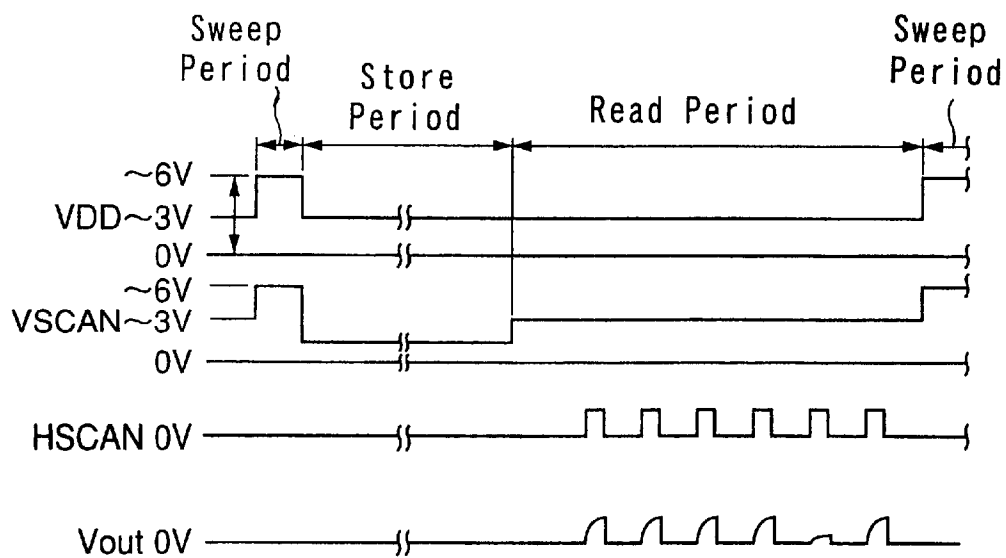 Sweep
Period
Store
Period
Read Period
Sweep
Period
~6V
VDD~3V
0V
~6V
VSCAN~3V
0V
HSCAN 0V
Vout 0V